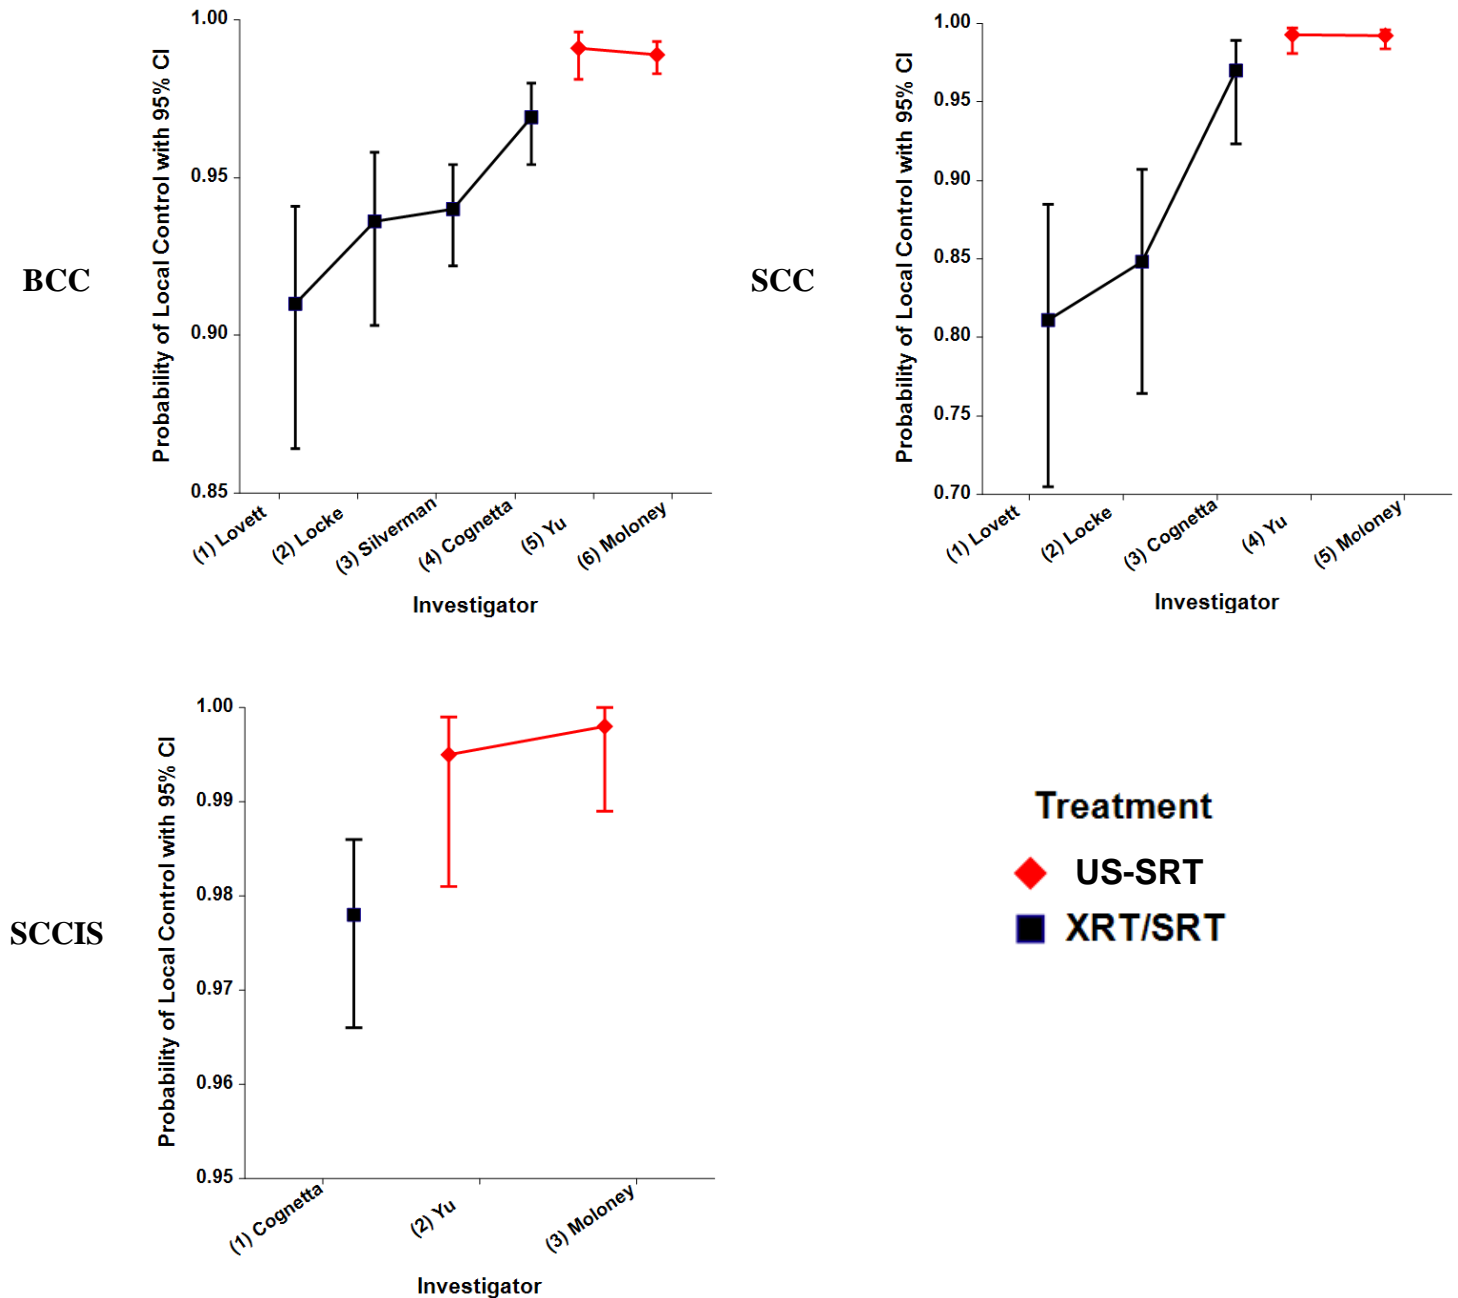 BCC
Probability of Local Control with 95% CI
1.00
0.95
0.90
0.85
(1) Lovett
(2) Locke
(3) Silverman
(4) Cognetta
(5) Yu
(6) Moloney
Investigator
SCC
Probability of Local Control with 95% CI
1.00
0.95
0.90
0.85
0.80
0.75
0.70
(1) Lovett
(2) Locke
(3) Cognetta
(4) Yu
(5) Moloney
Investigator
SCCIS
Probability of Local Control with 95% CI
1.00
0.99
0.98
0.97
0.96
0.95
(1) Cognetta
(2) Yu
(3) Moloney
Investigator
Treatment
US-SRT
XRT/SRT